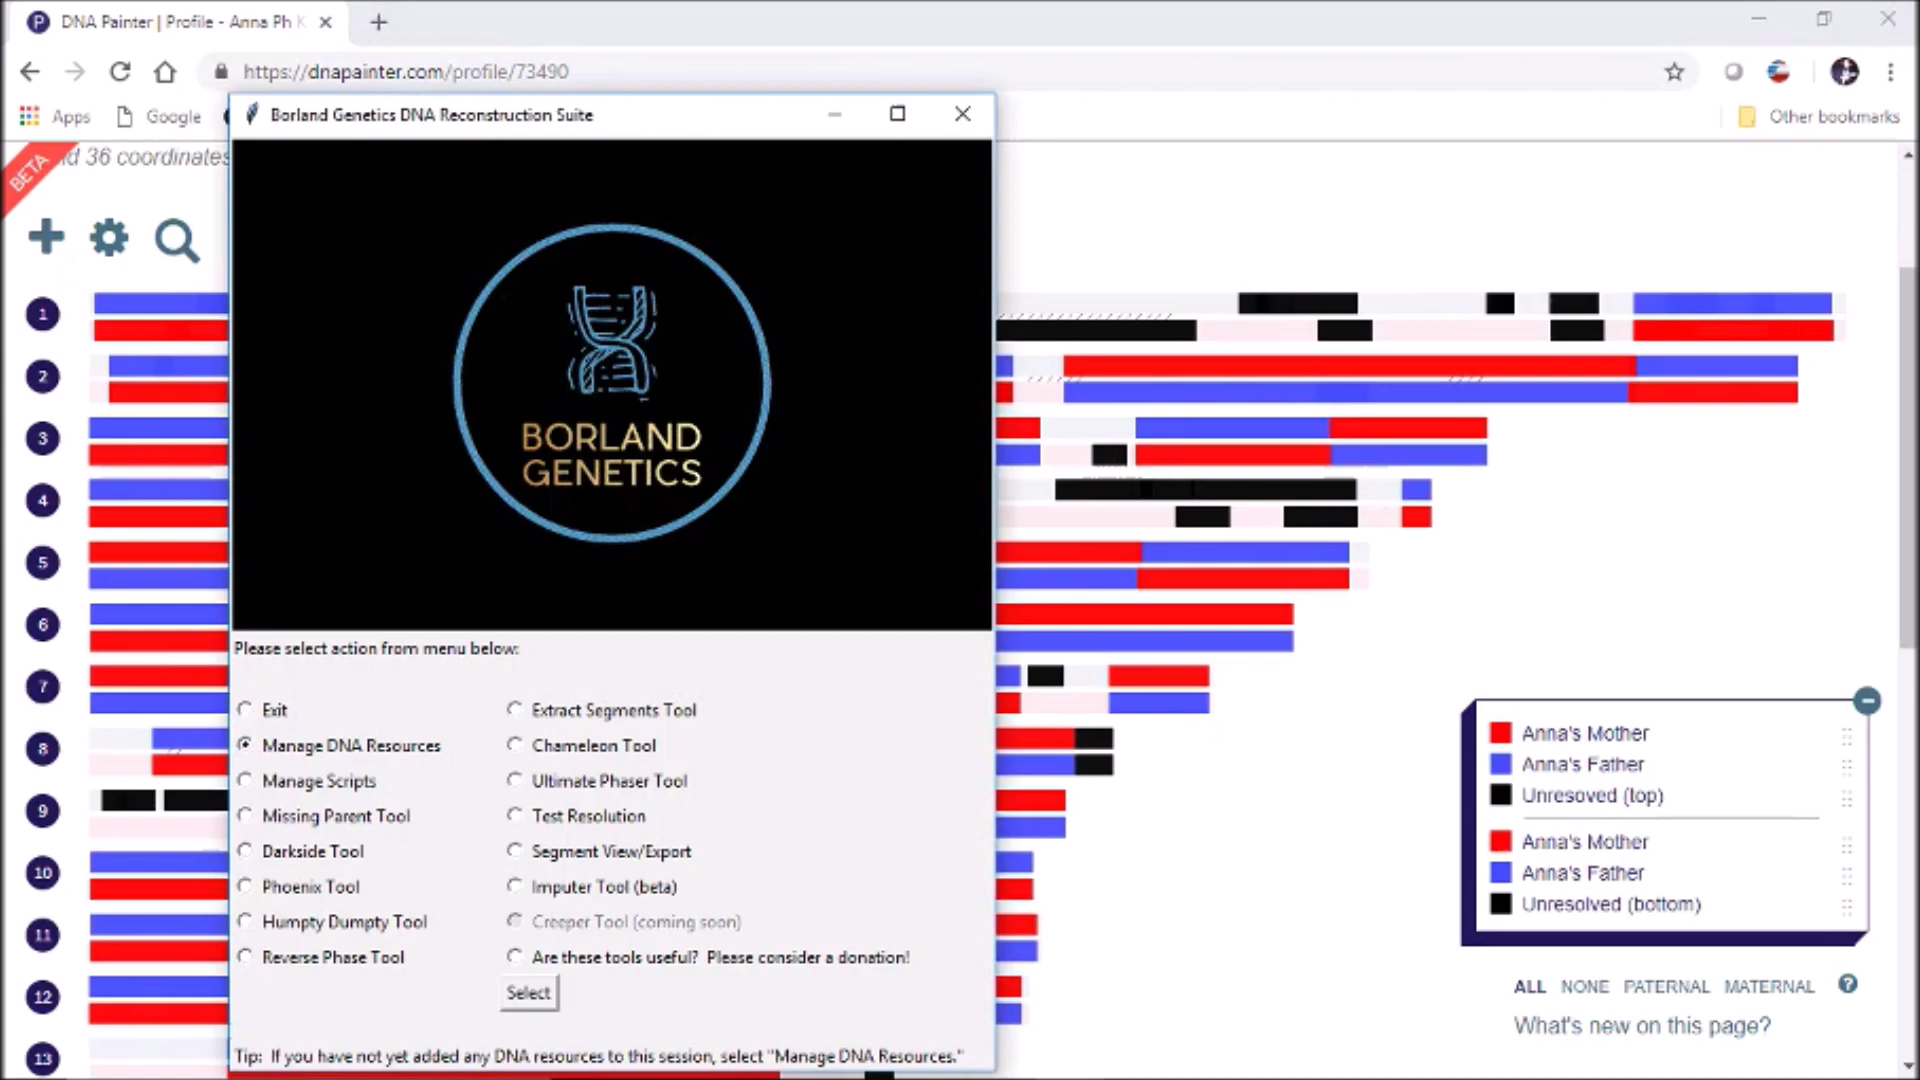 DNA Painter | Profile - Anna Ph K
https://dnapainter.com/profile/73490
Apps
Google
Other bookmarks
Borland Genetics DNA Reconstruction Suite
BETA
36 coordinates
BORLAND
GENETICS
Please select action from menu below:
Exit
Manage DNA Resources
Manage Scripts
Missing Parent Tool
Darkside Tool
Phoenix Tool
Humpty Dumpty Tool
Reverse Phase Tool
Extract Segments Tool
Chameleon Tool
Ultimate Phaser Tool
Test Resolution
Segment View/Export
Imputer Tool (beta)
Creeper Tool (coming soon)
Are these tools useful? Please consider a donation!
Select
Tip: If you have not yet added any DNA resources to this session, select "Manage DNA Resources."
1
2
3
4
5
6
7
8
9
10
11
12
13
Anna's Mother
Anna's Father
Unresoved (top)
Anna's Mother
Anna's Father
Unresolved (bottom)
ALL NONE PATERNAL MATERNAL ?
What's new on this page?